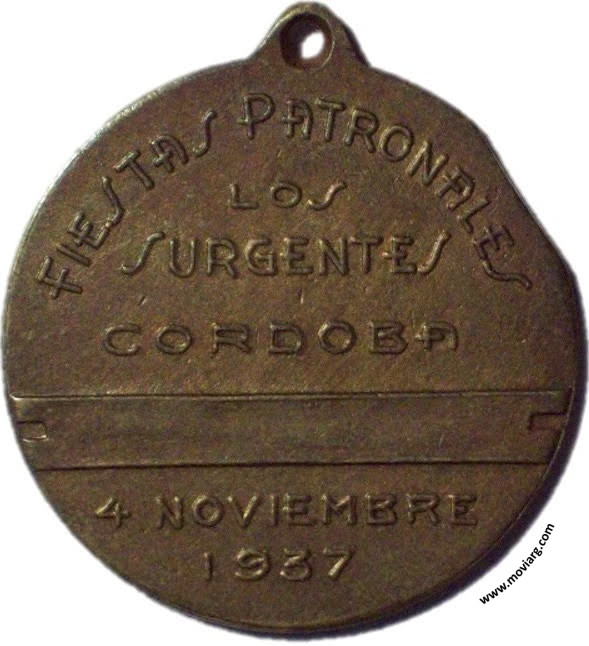 FIESTAS PATRONALES
LOS
SURGENTES
CORDOBA
4 NOVIEMBRE
1937
www.moviarg.com